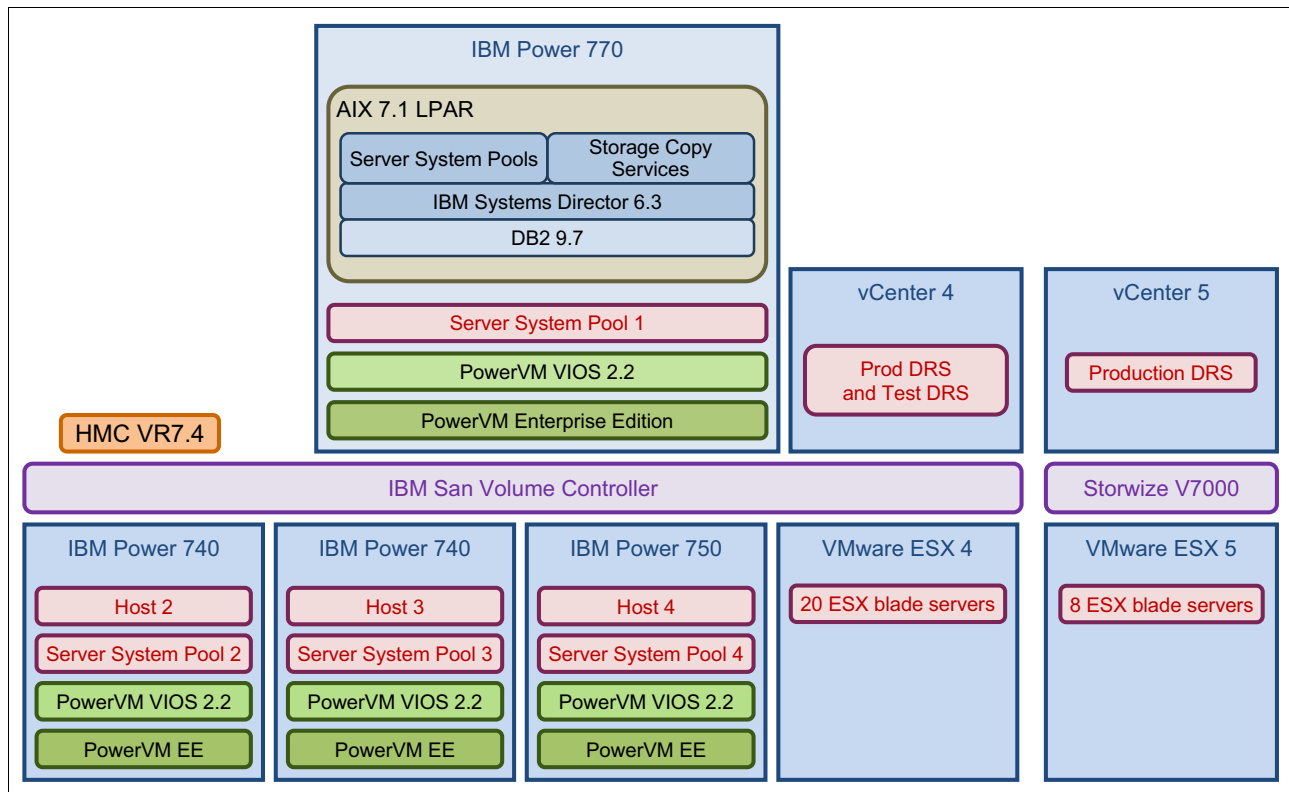 IBM Power 770
AIX 7.1 LPAR
Server System Pools
Storage Copy
Services
IBM Systems Director 6.3
DB2 9.7
Server System Pool 1
PowerVM VIOS 2.2
PowerVM Enterprise Edition
vCenter 4
Prod DRS
and Test DRS
vCenter 5
Production DRS
HMC VR7.4
IBM San Volume Controller
Storwize V7000
IBM Power 740
Host 2
Server System Pool 2
PowerVM VIOS 2.2
PowerVM EE
IBM Power 740
Host 3
Server System Pool 3
PowerVM VIOS 2.2
PowerVM EE
IBM Power 750
Host 4
Server System Pool 4
PowerVM VIOS 2.2
PowerVM EE
VMware ESX 4
20 ESX blade servers
VMware ESX 5
8 ESX blade servers